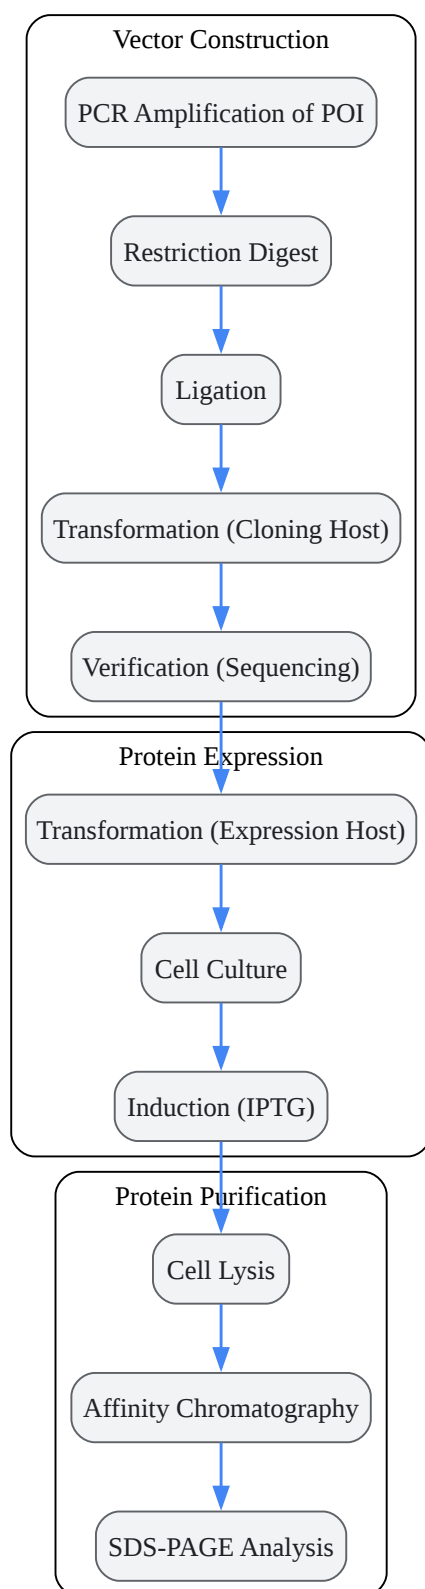 Vector Construction
PCR Amplification of POI
Restriction Digest
Ligation
Transformation (Cloning Host)
Verification (Sequencing)
Protein Expression
Transformation (Expression Host)
Cell Culture
Induction (IPTG)
Protein Purification
Cell Lysis
Affinity Chromatography
SDS-PAGE Analysis